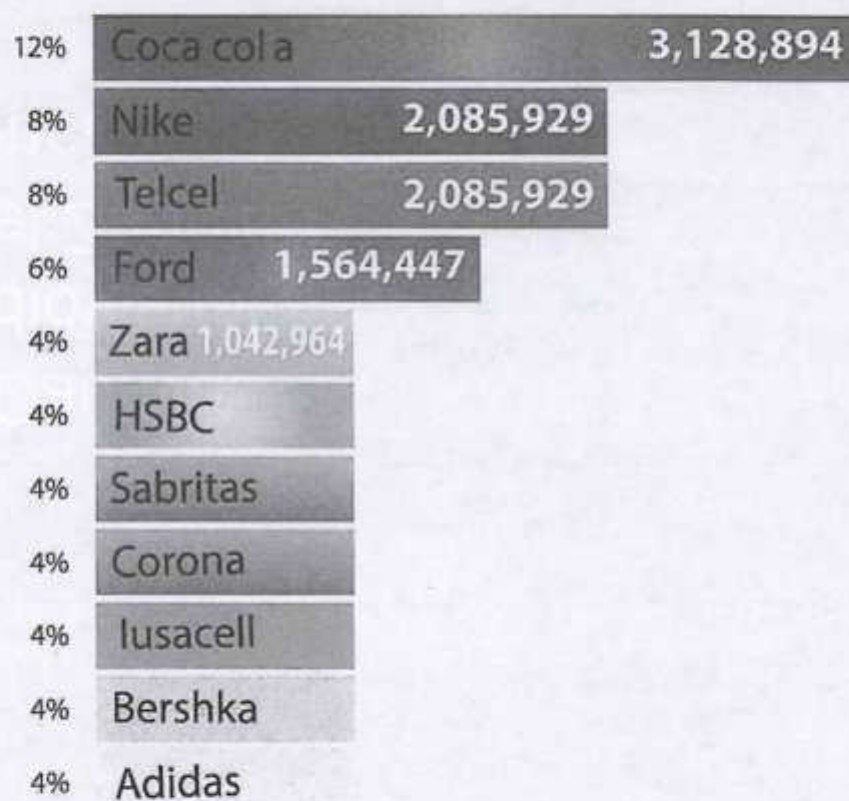 12% Coca cola 3,128,894
8% Nike 2,085,929
8% Telcel 2,085,929
6% Ford 1,564,447
4% Zara 1,042,964
4% HSBC
4% Sabritas
4% Corona
4% Iusacell
4% Bershka
4% Adidas